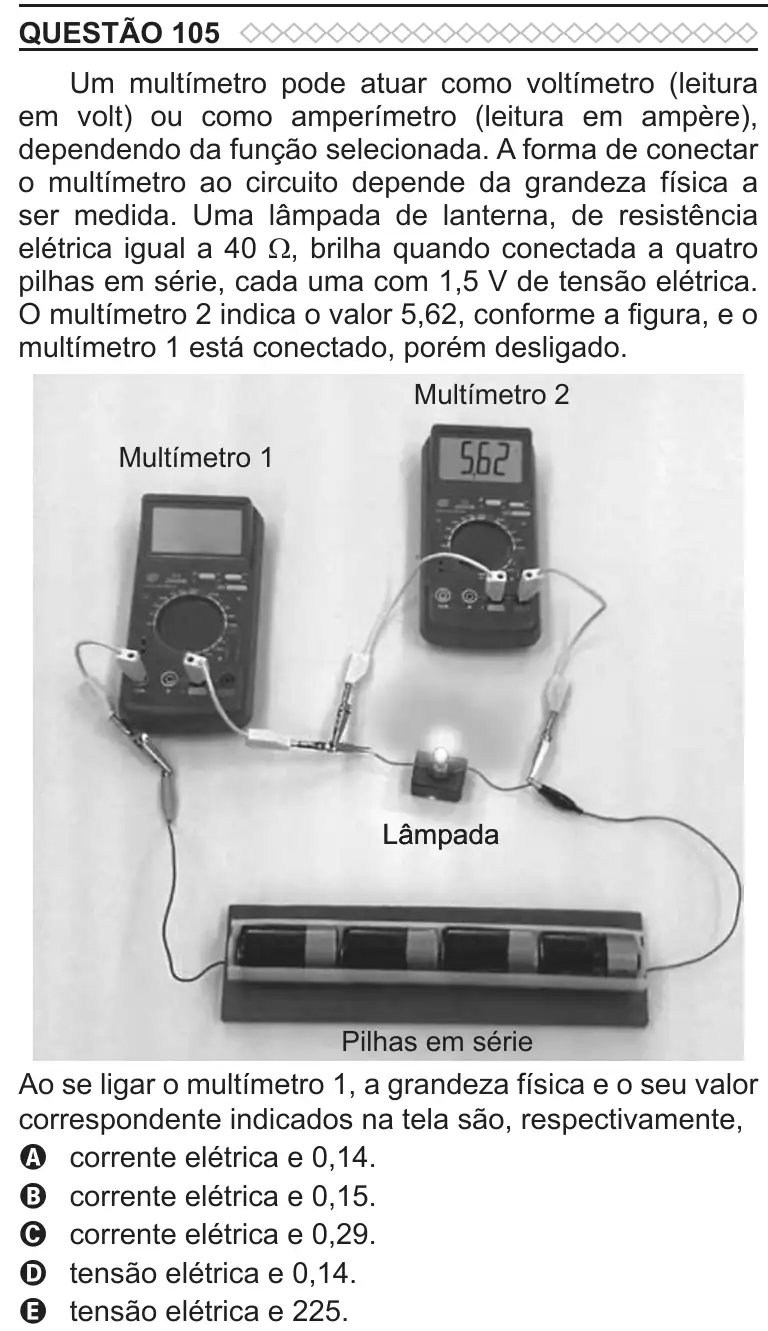 QUESTÃO 105
Um multímetro pode atuar como voltímetro (leitura
em volt) ou como amperímetro (leitura em ampère),
dependendo da função selecionada. A forma de conectar
o multímetro ao circuito depende da grandeza física a
ser medida. Uma lâmpada de lanterna, de resistência
elétrica igual a 40 Ω, brilha quando conectada a quatro
pilhas em série, cada uma com 1,5 V de tensão elétrica.
O multímetro 2 indica o valor 5,62, conforme a figura, e o
multímetro 1 está conectado, porém desligado.
Multímetro 2
Multímetro 1
5.62
Lâmpada
Pilhas em série
Ao se ligar o multímetro 1, a grandeza física e o seu valor
correspondente indicados na tela são, respectivamente,
A corrente elétrica e 0,14.
B corrente elétrica e 0,15.
C corrente elétrica e 0,29.
D tensão elétrica e 0,14.
E tensão elétrica e 225.